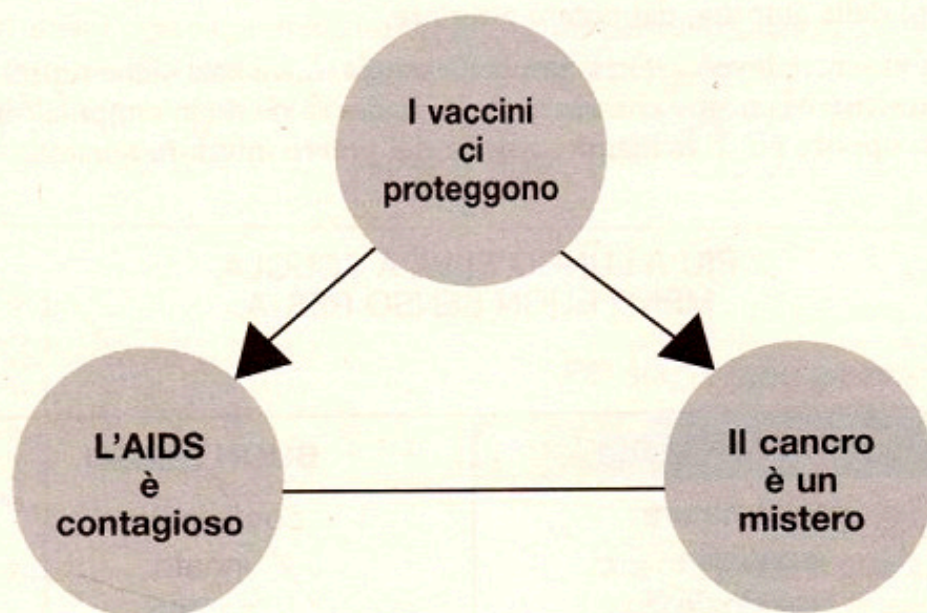 I vaccini
ci
proteggono
L'AIDS
è
contagioso
Il cancro
è un
mistero